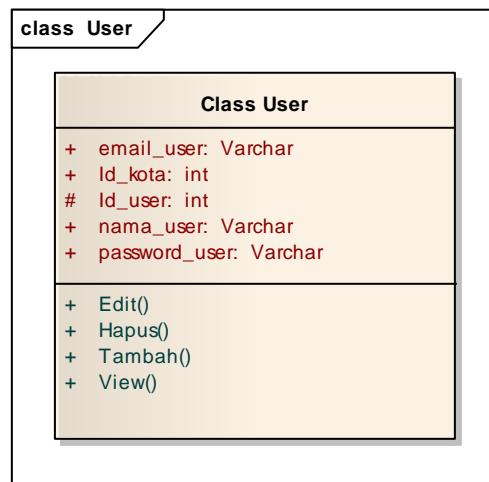 class User
Class User
+ email_user: Varchar
+ Id_kota: int
# Id_user: int
+ nama_user: Varchar
+ password_user: Varchar
+ Edit()
+ Hapus()
+ Tambah()
+ View()